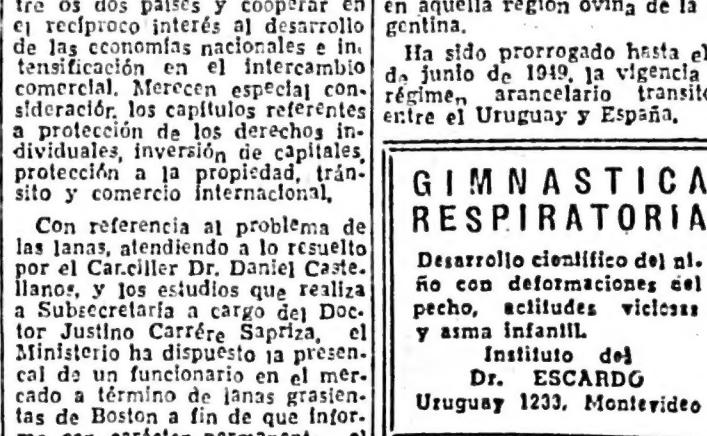 tre os dos países y cooperar en
el recíproco interés al desarrollo
de las economías nacionales e in-
tensificación en el intercambio
comercial. Merecen especial con-
sideración, los capítulos referentes
a protección de los derechos in-
dividuales, inversión de capitales,
protección a la propiedad, trán-
sito y comercio internacional.
Con referencia al problema de
las lanas, atendiendo a lo resuelto
por el Canciller Dr. Daniel Caste-
llanos, y los estudios que realiza
a Subsecretaría a cargo del Doc-
tor Justino Carrére Sapriza, el
Ministerio ha dispuesto la presen-
cal de un funcionario en el mer-
cado a término de lanas grasien-
tas de Boston a fin de que infor-
me con carácter permanent el
en aquella región ovina de la
gentina.
Ha sido prorrogado hasta el
de junio de 1949, la vigencia
régimen arancelario transito
entre el Uruguay y España.
GIMNASTICA
RESPIRATORIA
Desarrollo científico del ni-
ño con deformaciones del
pecho, actitudes viciosas
y asma infantil.
Instituto del
Dr. ESCARDÓ
Uruguay 1233. Montevideo